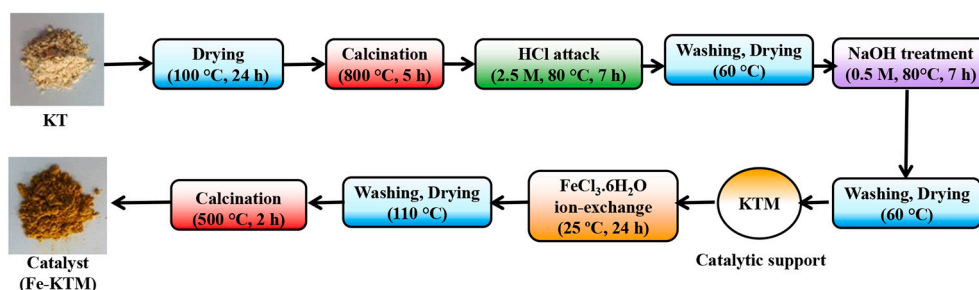 KT
Drying
(100 °C, 24 h)
Calcination
(800 °C, 5 h)
HCl attack
(2.5 M, 80 °C, 7 h)
Washing, Drying
(60 °C)
NaOH treatment
(0.5 M, 80°C, 7 h)
Washing, Drying
(60 °C)
KTM
Catalytic support
FeCl₃.6H₂O
ion-exchange
(25 °C, 24 h)
Washing, Drying
(110 °C)
Calcination
(500 °C, 2 h)
Catalyst
(Fe-KTM)